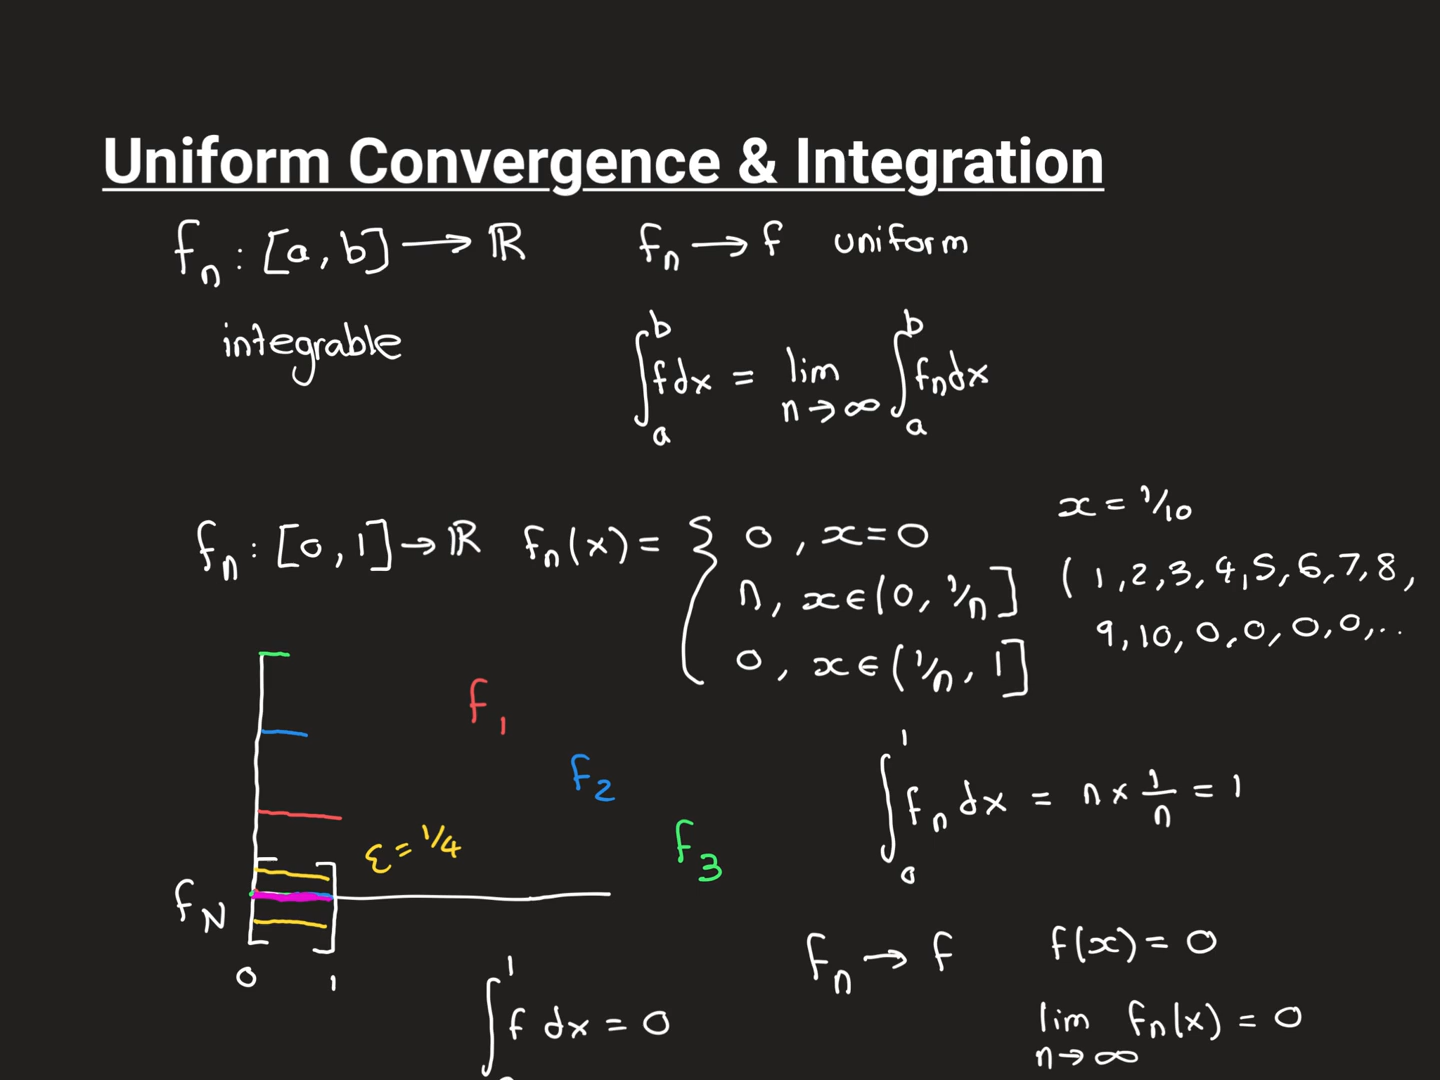 Uniform Convergence & Integration
fₙ : [a, b] → ℝ    fₙ → f uniform
integrable
∫ₐᵇ f dx = lim n→∞ ∫ₐᵇ fₙ dx
x = 1/10
fₙ : [0, 1] → ℝ  fₙ(x) = { 0 , x = 0
n, x ∈ (0, 1/n]
0 , x ∈ (1/n, 1]
( 1, 2, 3, 4, 5, 6, 7, 8,
9, 10, 0, 0, 0, 0, ...
f₁
f₂
f₃
ε = 1/4
f_N
0 1
∫₀¹ fₙ dx = n × 1/n = 1
fₙ → f    f(x) = 0
∫¹ f dx = 0
lim n→∞ fₙ(x) = 0